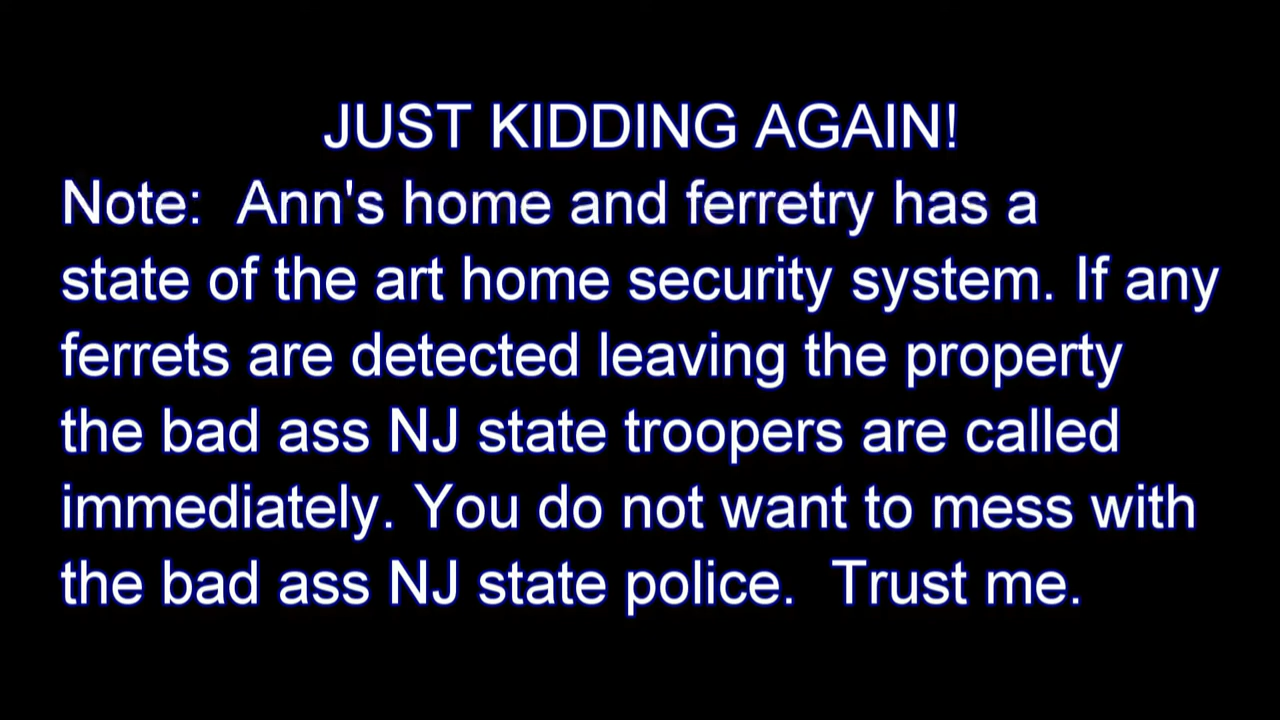 JUST KIDDING AGAIN!
Note:  Ann's home and ferretry has a
state of the art home security system. If any
ferrets are detected leaving the property
the bad ass NJ state troopers are called
immediately. You do not want to mess with
the bad ass NJ state police.  Trust me.